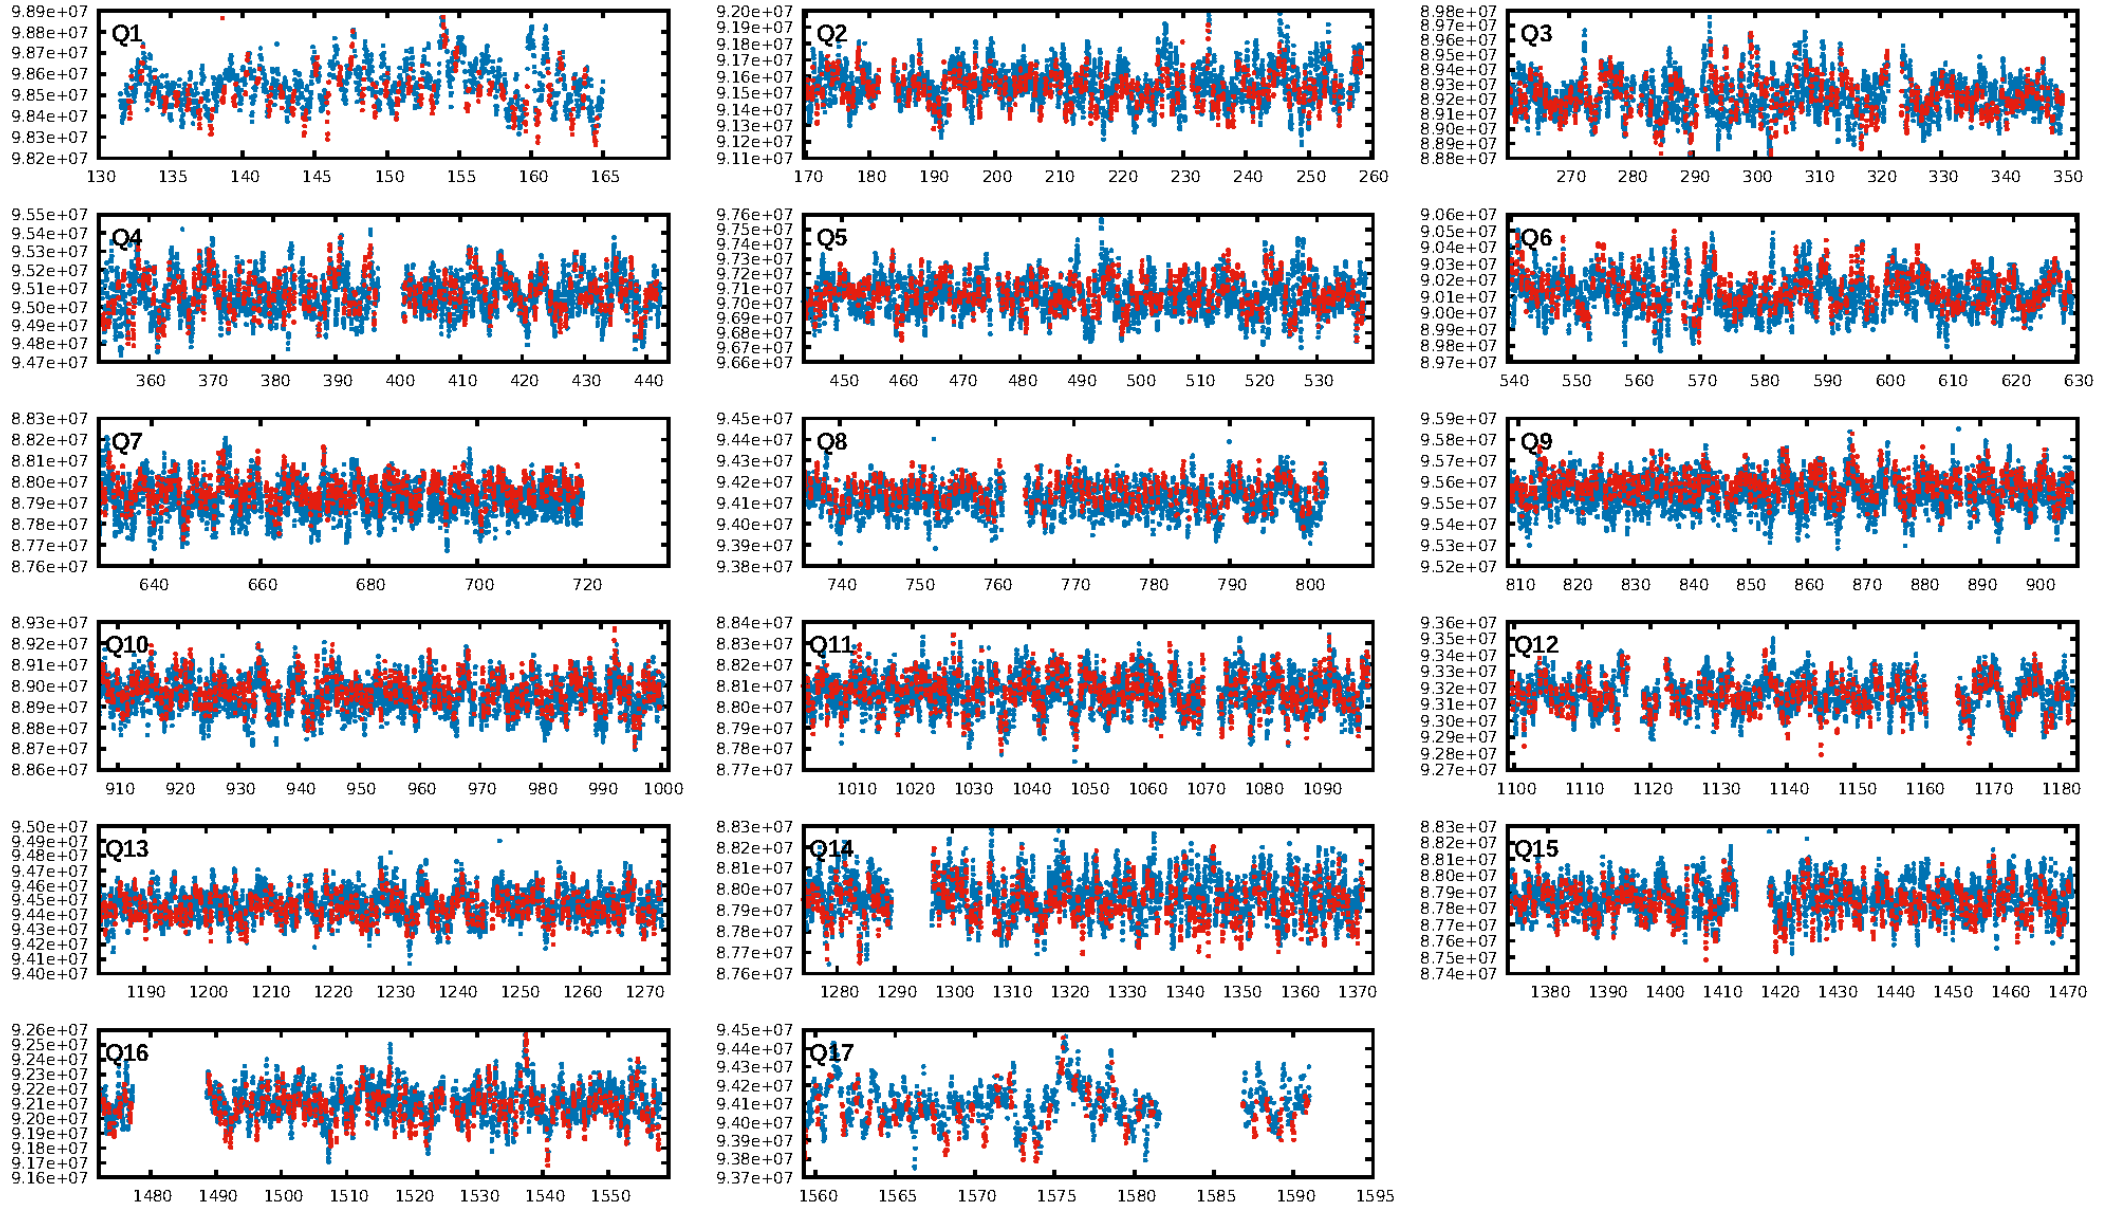 9.89e+07
9.88e+07
9.87e+07
9.86e+07
9.85e+07
9.84e+07
9.83e+07
9.82e+07
Q1
130 135 140 145 150 155 160 165
9.20e+07
9.19e+07
9.18e+07
9.17e+07
9.16e+07
9.15e+07
9.14e+07
9.13e+07
9.12e+07
9.11e+07
Q2
170 180 190 200 210 220 230 240 250 260
8.98e+07
8.97e+07
8.96e+07
8.95e+07
8.94e+07
8.93e+07
8.92e+07
8.91e+07
8.90e+07
8.89e+07
8.88e+07
Q3
270 280 290 300 310 320 330 340 350
9.55e+07
9.54e+07
9.53e+07
9.52e+07
9.51e+07
9.50e+07
9.49e+07
9.48e+07
9.47e+07
Q4
360 370 380 390 400 410 420 430 440
9.76e+07
9.75e+07
9.74e+07
9.73e+07
9.72e+07
9.71e+07
9.70e+07
9.69e+07
9.68e+07
9.67e+07
9.66e+07
Q5
450 460 470 480 490 500 510 520 530
9.06e+07
9.05e+07
9.04e+07
9.03e+07
9.02e+07
9.01e+07
9.00e+07
8.99e+07
8.98e+07
8.97e+07
Q6
540 550 560 570 580 590 600 610 620 630
8.83e+07
8.82e+07
8.81e+07
8.80e+07
8.79e+07
8.78e+07
8.77e+07
8.76e+07
Q7
640 660 680 700 720
9.45e+07
9.44e+07
9.43e+07
9.42e+07
9.41e+07
9.40e+07
9.39e+07
9.38e+07
Q8
740 750 760 770 780 790 800
9.59e+07
9.58e+07
9.57e+07
9.56e+07
9.55e+07
9.54e+07
9.53e+07
9.52e+07
Q9
810 820 830 840 850 860 870 880 890 900
8.93e+07
8.92e+07
8.91e+07
8.90e+07
8.89e+07
8.88e+07
8.87e+07
8.86e+07
Q10
910 920 930 940 950 960 970 980 990 1000
8.84e+07
8.83e+07
8.82e+07
8.81e+07
8.80e+07
8.79e+07
8.78e+07
8.77e+07
Q11
1010 1020 1030 1040 1050 1060 1070 1080 1090
9.36e+07
9.35e+07
9.34e+07
9.33e+07
9.32e+07
9.31e+07
9.30e+07
9.29e+07
9.28e+07
9.27e+07
Q12
1100 1110 1120 1130 1140 1150 1160 1170 1180
9.50e+07
9.49e+07
9.48e+07
9.47e+07
9.46e+07
9.45e+07
9.44e+07
9.43e+07
9.42e+07
9.41e+07
9.40e+07
Q13
1190 1200 1210 1220 1230 1240 1250 1260 1270
8.83e+07
8.82e+07
8.81e+07
8.80e+07
8.79e+07
8.78e+07
8.77e+07
8.76e+07
Q14
1280 1290 1300 1310 1320 1330 1340 1350 1360 1370
8.83e+07
8.82e+07
8.81e+07
8.80e+07
8.79e+07
8.78e+07
8.77e+07
8.76e+07
8.75e+07
8.74e+07
Q15
1380 1390 1400 1410 1420 1430 1440 1450 1460 1470
9.26e+07
9.25e+07
9.24e+07
9.23e+07
9.22e+07
9.21e+07
9.20e+07
9.19e+07
9.18e+07
9.17e+07
9.16e+07
Q16
1480 1490 1500 1510 1520 1530 1540 1550
9.45e+07
9.44e+07
9.43e+07
9.42e+07
9.41e+07
9.40e+07
9.39e+07
9.38e+07
9.37e+07
Q17
1560 1565 1570 1575 1580 1585 1590 1595